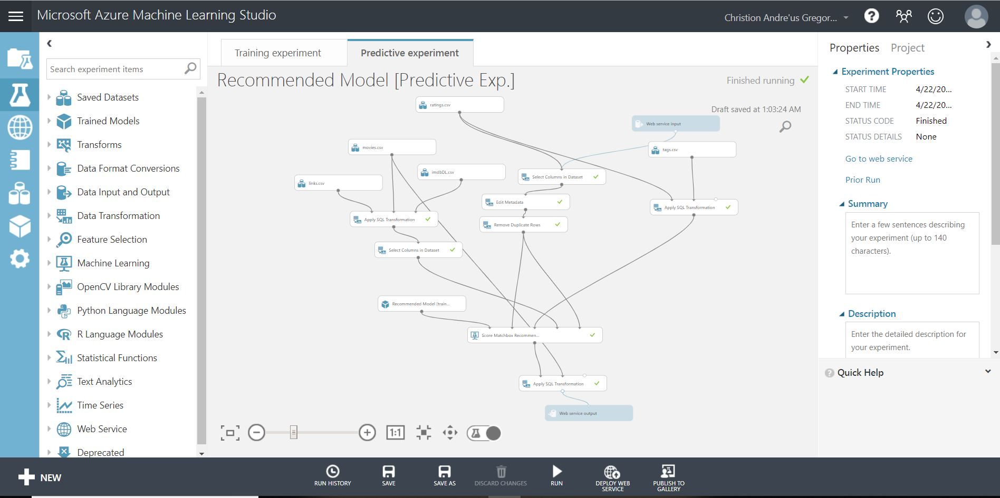 Microsoft Azure Machine Learning Studio
Christion Andre'us Gregor...
Search experiment items
Saved Datasets
Trained Models
Transforms
Data Format Conversions
Data Input and Output
Data Transformation
Feature Selection
Machine Learning
OpenCV Library Modules
Python Language Modules
R Language Modules
Statistical Functions
Text Analytics
Time Series
Web Service
Deprecated
Training experiment
Predictive experiment
Recommended Model [Predictive Exp.]
Finished running
Draft saved at 1:03:24 AM
ratings.csv
Web service input
movies.csv
tags.csv
imdbDL.csv
links.csv
Select Columns in Dataset
Edit Metadata
Apply SQL Transformation
Apply SQL Transformation
Remove Duplicate Rows
Select Columns in Dataset
Recommended Model [train...
Score Matchbox Recommen...
Apply SQL Transformation
Web service output
1:1
Properties
Project
Experiment Properties
START TIME 4/22/20...
END TIME 4/22/20...
STATUS CODE Finished
STATUS DETAILS None
Go to web service
Prior Run
Summary
Enter a few sentences describing
your experiment (up to 140
characters).
Description
Enter the detailed description for
your experiment.
Quick Help
NEW
RUN HISTORY
SAVE
SAVE AS
DISCARD CHANGES
RUN
DEPLOY WEB
SERVICE
PUBLISH TO
GALLERY